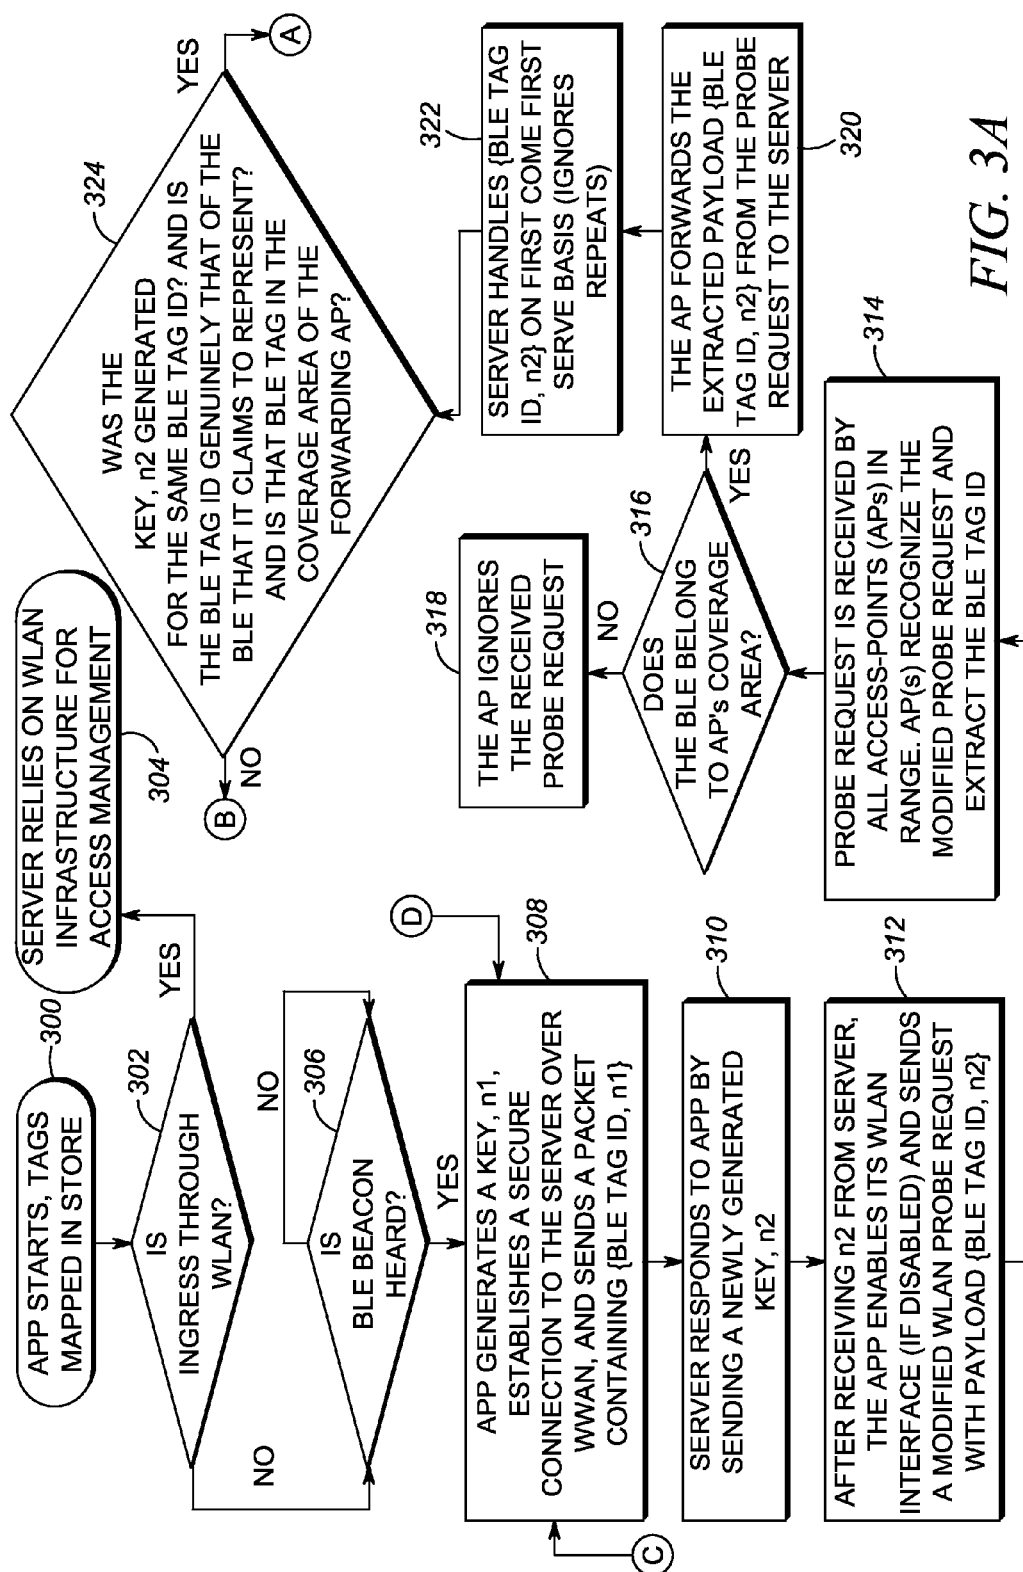 300
APP STARTS, TAGS
MAPPED IN STORE
302
IS
INGRESS THROUGH
WLAN?
YES
NO
SERVER RELIES ON WLAN
INFRASTRUCTURE FOR
ACCESS MANAGEMENT
304
306
IS
BLE BEACON
HEARD?
NO
YES
C
D
308
APP GENERATES A KEY, n1,
ESTABLISHES A SECURE
CONNECTION TO THE SERVER OVER
WWAN, AND SENDS A PACKET
CONTAINING {BLE TAG ID, n1}
310
SERVER RESPONDS TO APP BY
SENDING A NEWLY GENERATED
KEY, n2
312
AFTER RECEIVING n2 FROM SERVER,
THE APP ENABLES ITS WLAN
INTERFACE (IF DISABLED) AND SENDS
A MODIFIED WLAN PROBE REQUEST
WITH PAYLOAD {BLE TAG ID, n2}
314
PROBE REQUEST IS RECEIVED BY
ALL ACCESS-POINTS (APs) IN
RANGE. AP(s) RECOGNIZE THE
MODIFIED PROBE REQUEST AND
EXTRACT THE BLE TAG ID
316
DOES
THE BLE BELONG
TO AP's COVERAGE
AREA?
NO
YES
318
THE AP IGNORES
THE RECEIVED
PROBE REQUEST
THE AP FORWARDS THE
EXTRACTED PAYLOAD {BLE
TAG ID, n2} FROM THE PROBE
REQUEST TO THE SERVER
320
322
SERVER HANDLES {BLE TAG
ID, n2} ON FIRST COME FIRST
SERVE BASIS (IGNORES
REPEATS)
324
WAS THE
KEY, n2 GENERATED
FOR THE SAME BLE TAG ID? AND IS
THE BLE TAG ID GENUINELY THAT OF THE
BLE THAT IT CLAIMS TO REPRESENT?
AND IS THAT BLE TAG IN THE
COVERAGE AREA OF THE
FORWARDING AP?
YES
A
NO
B
FIG. 3A